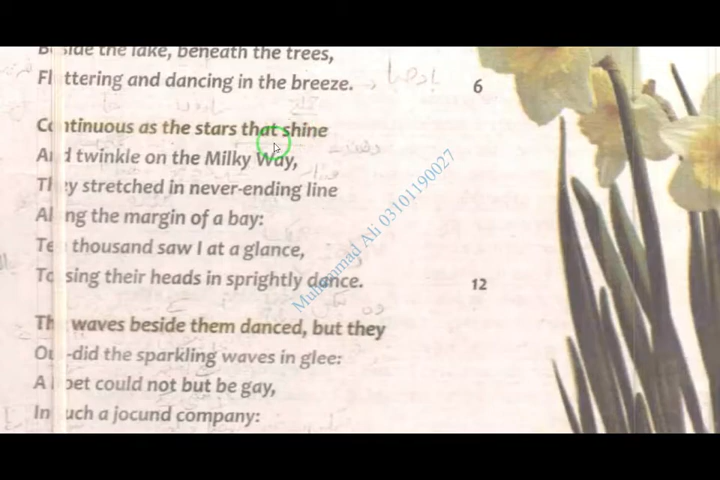 Beside the lake, beneath the trees,
Fluttering and dancing in the breeze. 6
Continuous as the stars that shine
And twinkle on the Milky Way,
They stretched in never-ending line
Along the margin of a bay:
Ten thousand saw I at a glance,
Tossing their heads in sprightly dance. 12
The waves beside them danced, but they
Out-did the sparkling waves in glee:
A poet could not but be gay,
In such a jocund company:
Muhammad Ali 03101190027